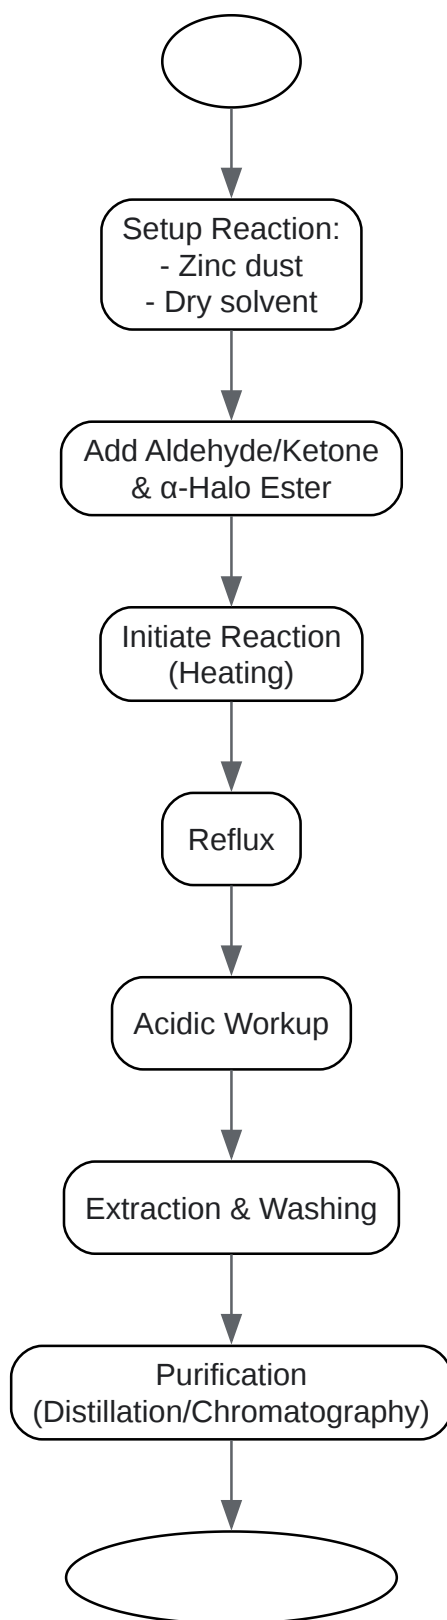 Setup Reaction:
- Zinc dust
- Dry solvent
Add Aldehyde/Ketone
& α-Halo Ester
Initiate Reaction
(Heating)
Reflux
Acidic Workup
Extraction & Washing
Purification
(Distillation/Chromatography)